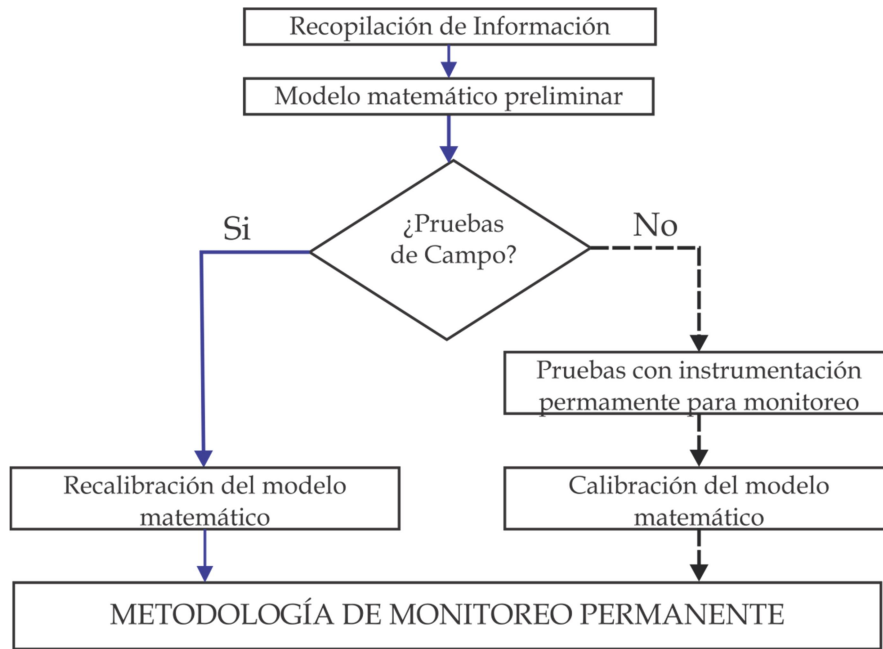 Recopilación de Información
Modelo matemático preliminar
¿Pruebas
de Campo?
Si
No
Pruebas con instrumentación
permamente para monitoreo
Recalibración del modelo
matemático
Calibración del modelo
matemático
METODOLOGÍA DE MONITOREO PERMANENTE